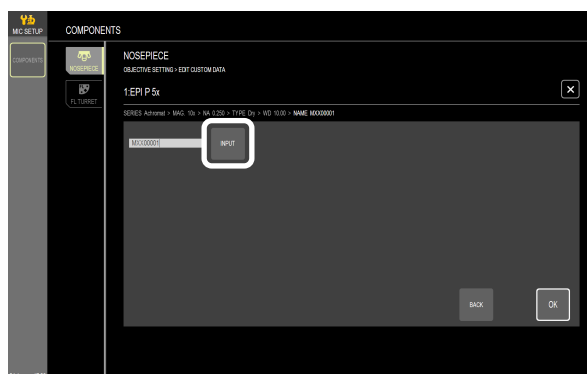 MIC SETUP
COMPONENTS
COMPONENTS
NOSEPIECE
FL TURRET
NOSEPIECE
OBJECTIVE SETTING > EDIT CUSTOM DATA
1:EPI P 5x
SERIES Achromat > MAG. 10x > NA 0.250 > TYPE Dry > WD 10.00 > NAME MXX00001
MXX00001
INPUT
BACK
OK